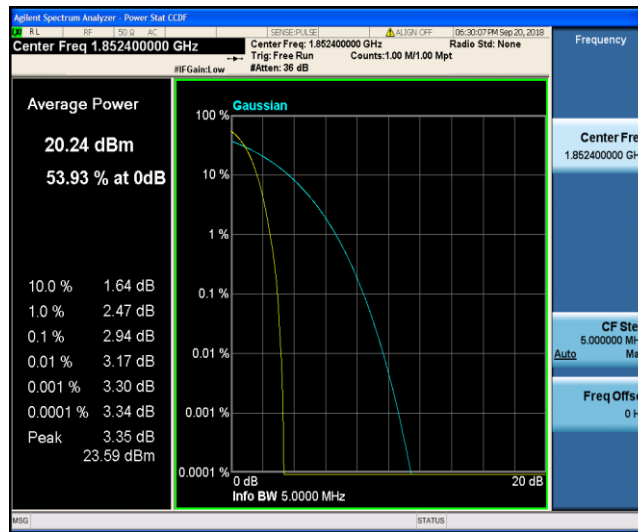 Agilent Spectrum Analyzer - Power Stat CCDF
RL RF 50 Ω AC SENSE:PULSE ALIGN OFF 06:30:07 PM Sep 20, 2018
Center Freq 1.852400000 GHz
Center Freq: 1.852400000 GHz Radio Std: None
Trig: Free Run Counts:1.00 M/1.00 Mpt
#IFGain:Low #Atten: 36 dB
Frequency
Average Power
20.24 dBm
53.93 % at 0dB
10.0 % 1.64 dB
1.0 % 2.47 dB
0.1 % 2.94 dB
0.01 % 3.17 dB
0.001 % 3.30 dB
0.0001 % 3.34 dB
Peak 3.35 dB
23.59 dBm
Gaussian
100 %
10 %
1 %
0.1 %
0.01 %
0.001 %
0.0001 %
0 dB 20 dB
Info BW 5.0000 MHz
Center Fre
1.852400000 GH
CF Ste
5.000000 MH
Auto Ma
Freq Offse
0 H
MSG STATUS